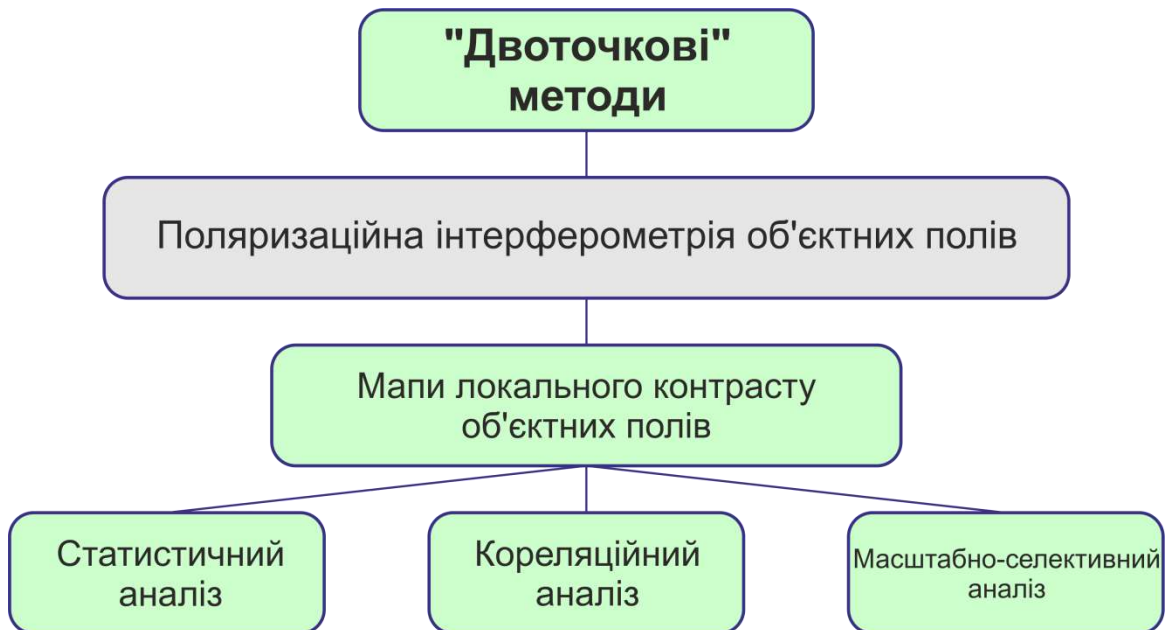 "Двоточкові"
методи
Поляризаційна інтерферометрія об'єктних полів
Мапи локального контрасту
об'єктних полів
Статистичний
аналіз
Кореляційний
аналіз
Масштабно-селективний
аналіз